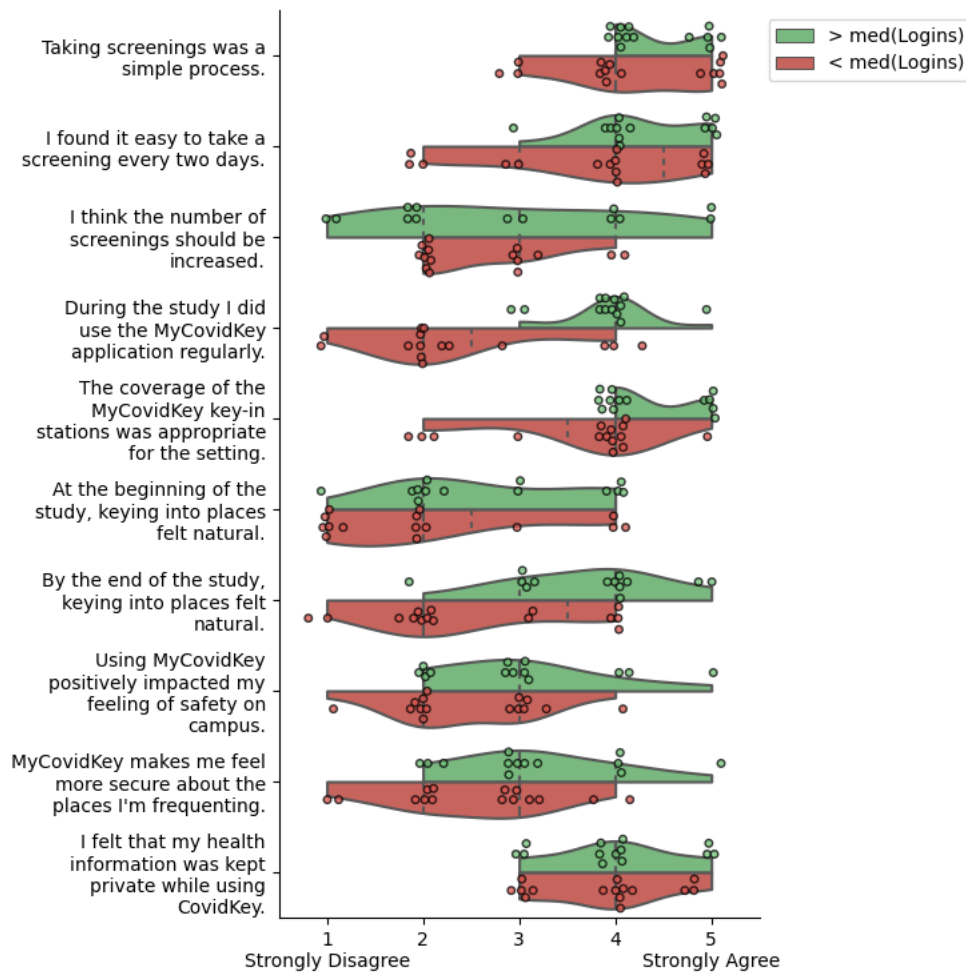 Taking screenings was a
simple process.
I found it easy to take a
screening every two days.
I think the number of
screenings should be
increased.
During the study I did
use the MyCovidKey
application regularly.
The coverage of the
MyCovidKey key-in
stations was appropriate
for the setting.
At the beginning of the
study, keying into places
felt natural.
By the end of the study,
keying into places felt
natural.
Using MyCovidKey
positively impacted my
feeling of safety on
campus.
MyCovidKey makes me feel
more secure about the
places I'm frequenting.
I felt that my health
information was kept
private while using
CovidKey.
> med(Logins)
< med(Logins)
1 2 3 4 5
Strongly Disagree Strongly Agree